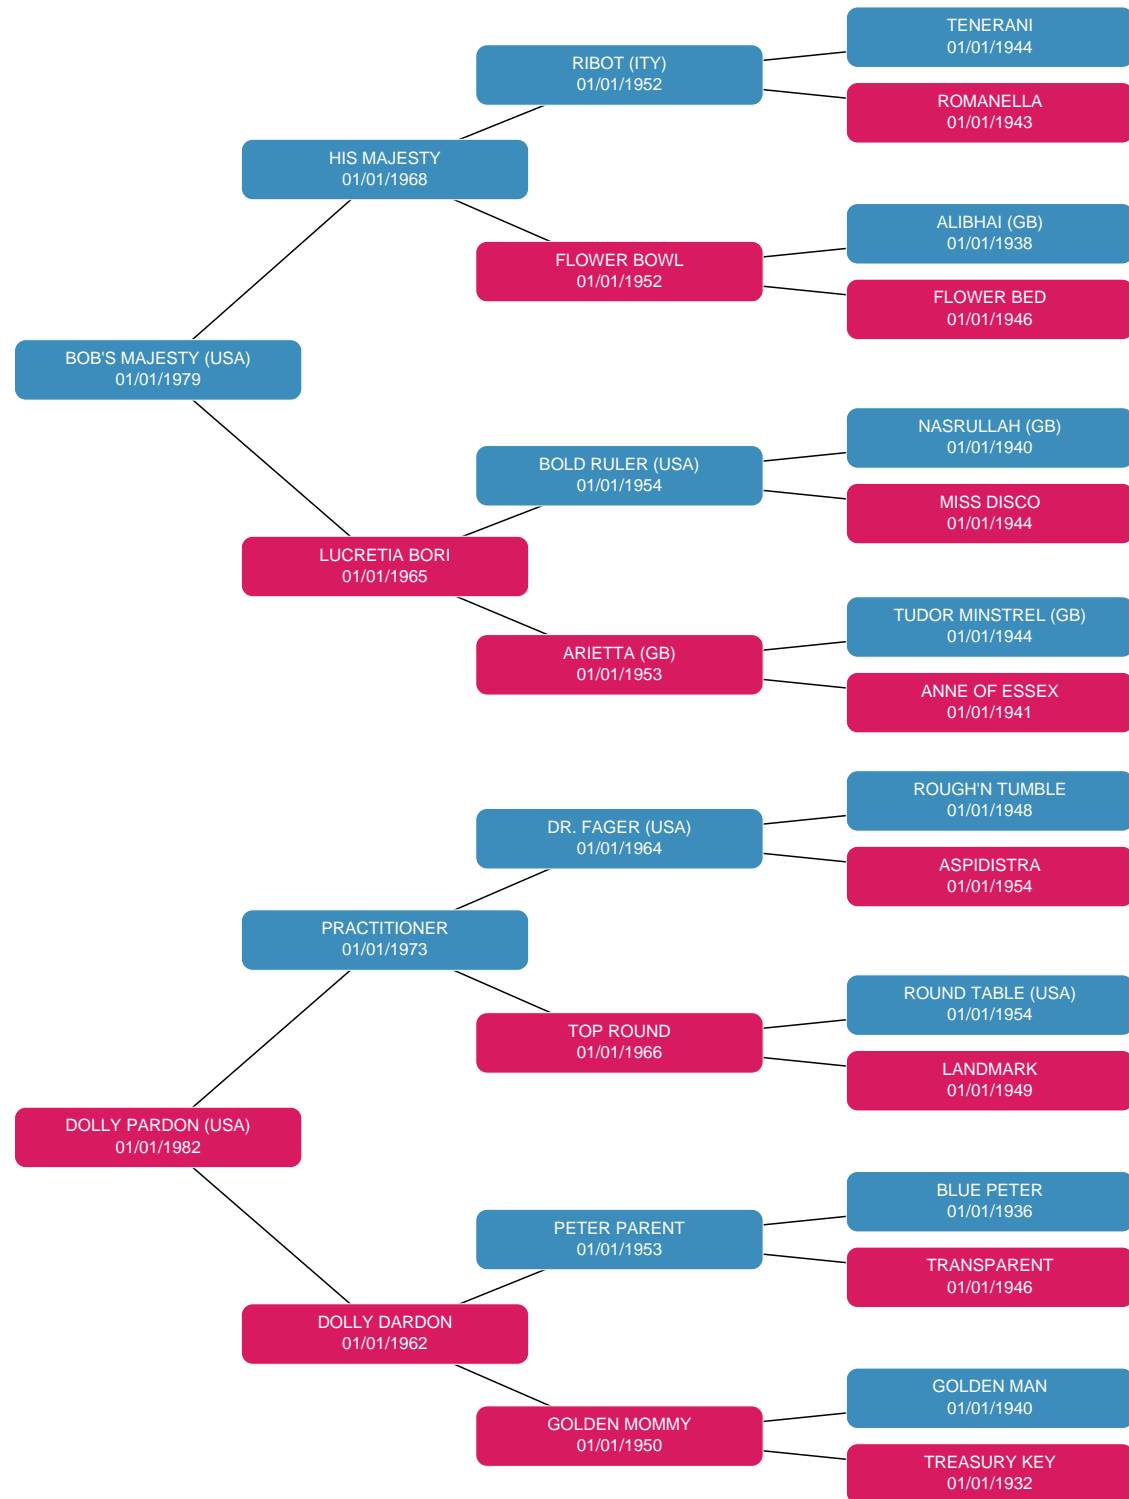 TENERANI
01/01/1944
RIBOT (ITY)
01/01/1952
ROMANELLA
01/01/1943
HIS MAJESTY
01/01/1968
ALIBHAI (GB)
01/01/1938
FLOWER BOWL
01/01/1952
FLOWER BED
01/01/1946
BOB'S MAJESTY (USA)
01/01/1979
NASRULLAH (GB)
01/01/1940
BOLD RULER (USA)
01/01/1954
MISS DISCO
01/01/1944
LUCRETIA BORI
01/01/1965
TUDOR MINSTREL (GB)
01/01/1944
ARIETTA (GB)
01/01/1953
ANNE OF ESSEX
01/01/1941
ROUGH'N TUMBLE
01/01/1948
DR. FAGER (USA)
01/01/1964
ASPIDISTRA
01/01/1954
PRACTITIONER
01/01/1973
ROUND TABLE (USA)
01/01/1954
TOP ROUND
01/01/1966
LANDMARK
01/01/1949
DOLLY PARDON (USA)
01/01/1982
BLUE PETER
01/01/1936
PETER PARENT
01/01/1953
TRANSPARENT
01/01/1946
DOLLY DARDON
01/01/1962
GOLDEN MAN
01/01/1940
GOLDEN MOMMY
01/01/1950
TREASURY KEY
01/01/1932